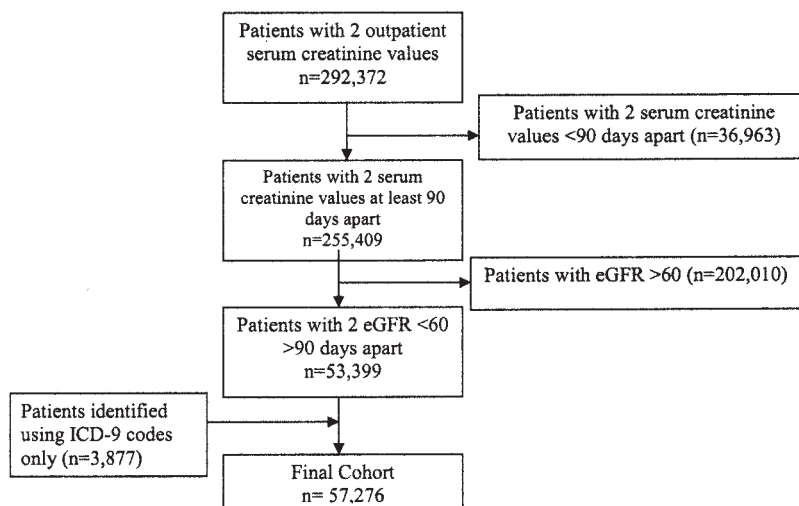 Patients with 2 outpatient
serum creatinine values
n=292,372
Patients with 2 serum creatinine
values <90 days apart (n=36,963)
Patients with 2 serum
creatinine values at least 90
days apart
n=255,409
Patients with eGFR >60 (n=202,010)
Patients with 2 eGFR <60
>90 days apart
n=53,399
Patients identified
using ICD-9 codes
only (n=3,877)
Final Cohort
n= 57,276